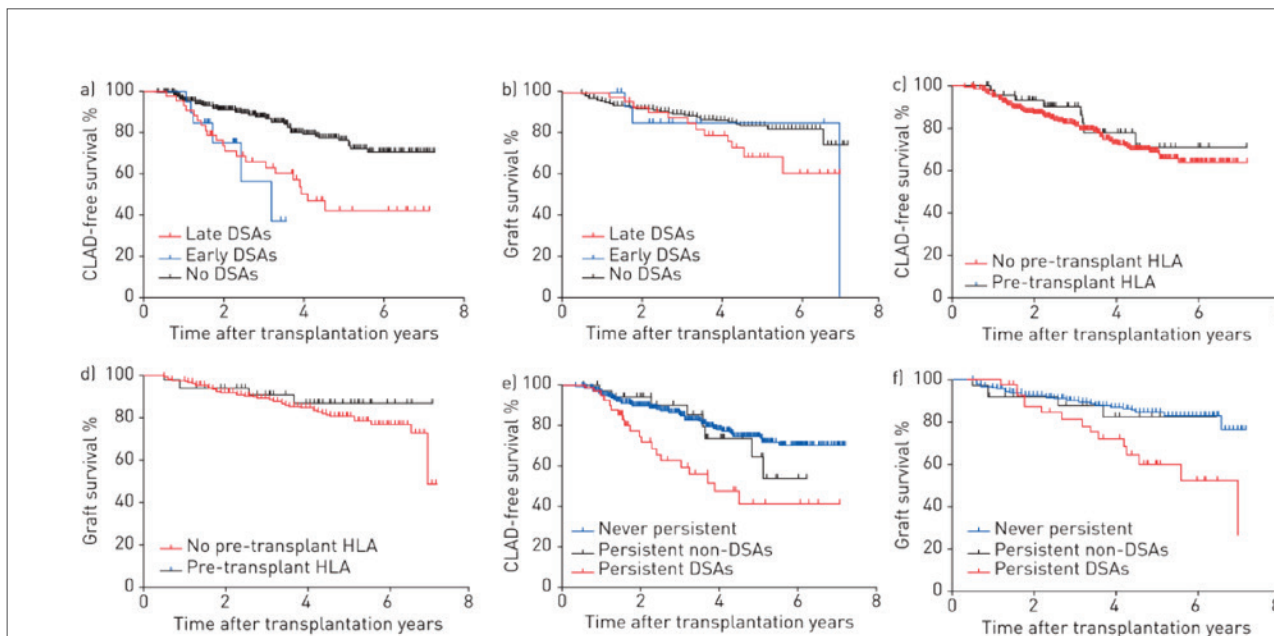 a)
100
80
60
40
20
0
CLAD-free survival %
Late DSAs
Early DSAs
No DSAs
0 2 4 6 8
Time after transplantation years
b)
100
80
60
40
20
0
Graft survival %
Late DSAs
Early DSAs
No DSAs
0 2 4 6 8
Time after transplantation years
c)
100
80
60
40
20
0
CLAD-free survival %
No pre-transplant HLA
Pre-transplant HLA
0 2 4 6
Time after transplantation years
d)
100
80
60
40
20
0
Graft survival %
No pre-transplant HLA
Pre-transplant HLA
0 2 4 6 8
Time after transplantation years
e)
100
80
60
40
20
0
CLAD-free survival %
Never persistent
Persistent non-DSAs
Persistent DSAs
0 2 4 6 8
Time after transplantation years
f)
100
80
60
40
20
0
Graft survival %
Never persistent
Persistent non-DSAs
Persistent DSAs
0 2 4 6 8
Time after transplantation years